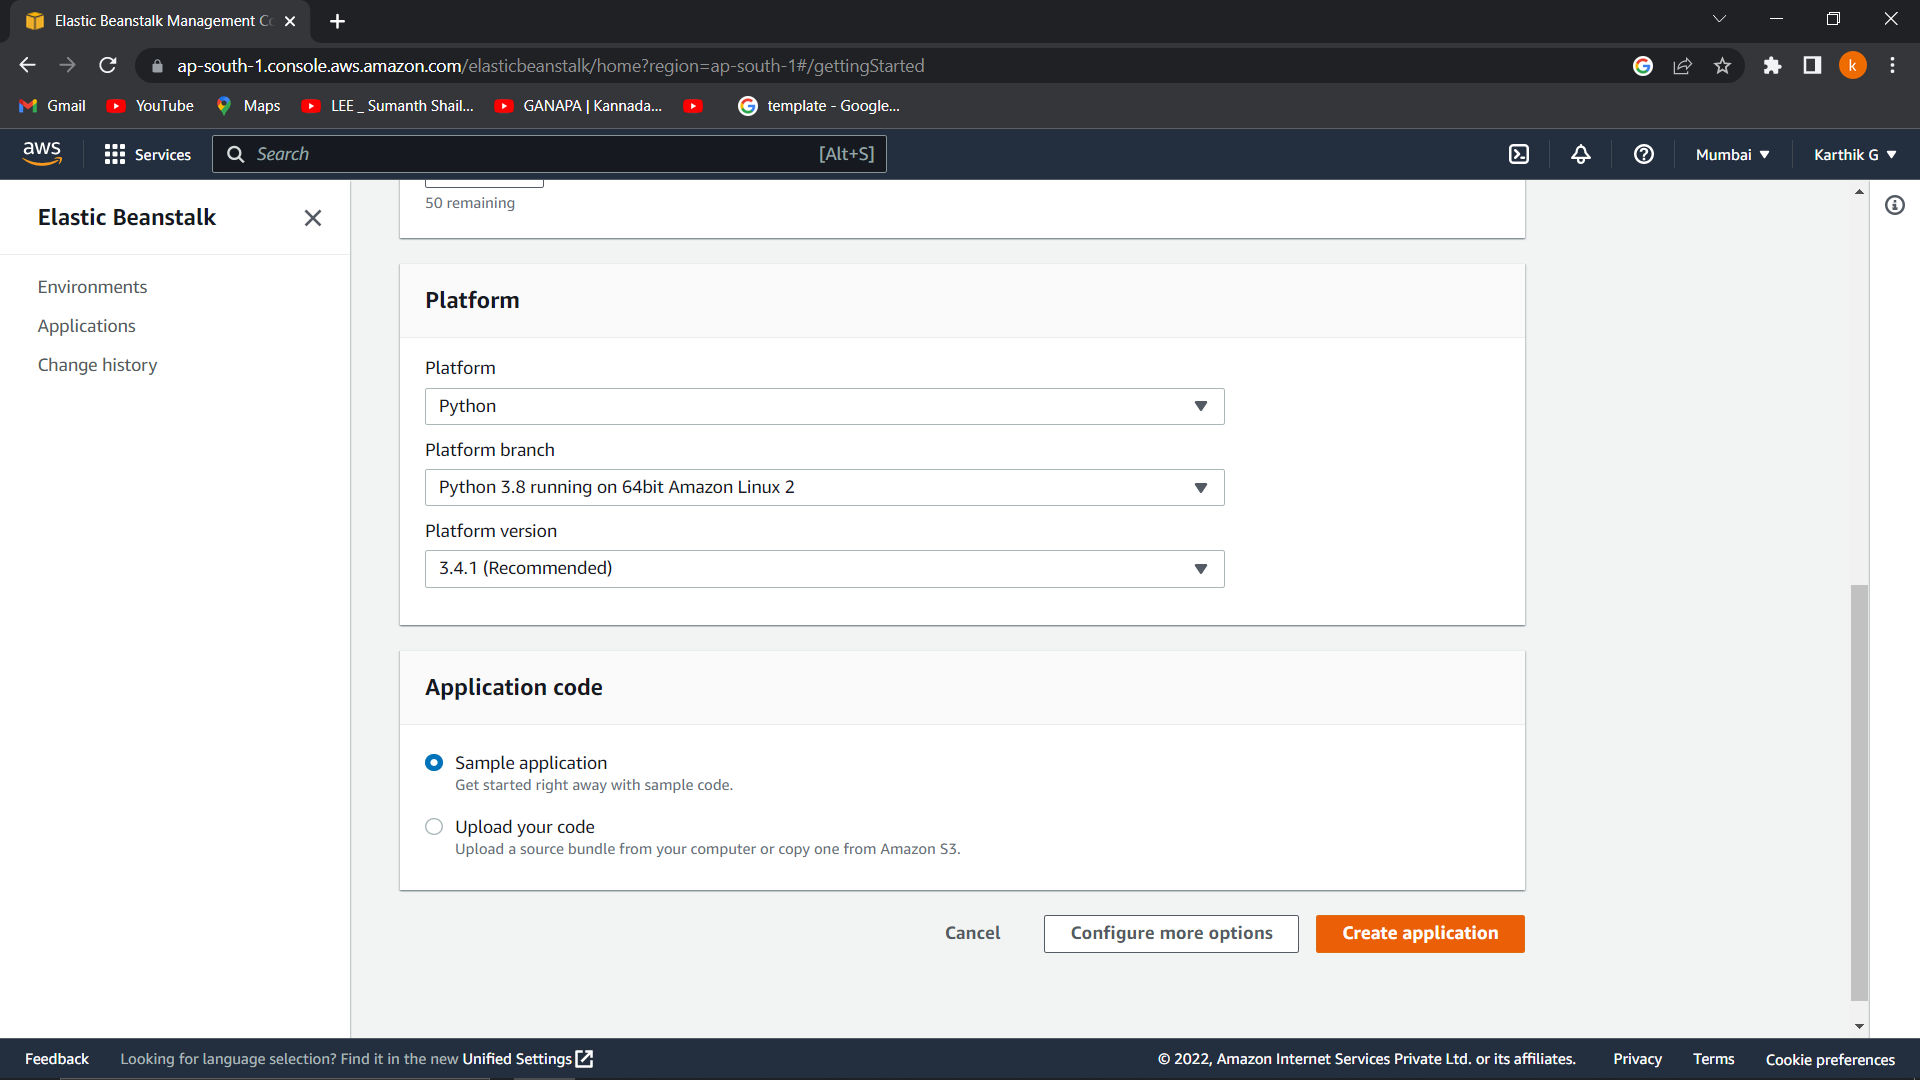 Elastic Beanstalk Management Co
ap-south-1.console.aws.amazon.com/elasticbeanstalk/home?region=ap-south-1#/gettingStarted
k
Gmail
YouTube
Maps
LEE _ Sumanth Shail...
GANAPA | Kannada...
template - Google...
aws
Services
Search
[Alt+S]
Mumbai
Karthik G
Elastic Beanstalk
Environments
Applications
Change history
50 remaining
Platform
Platform
Python
Platform branch
Python 3.8 running on 64bit Amazon Linux 2
Platform version
3.4.1 (Recommended)
Application code
Sample application
Get started right away with sample code.
Upload your code
Upload a source bundle from your computer or copy one from Amazon S3.
Cancel
Configure more options
Create application
Feedback
Looking for language selection? Find it in the new Unified Settings
© 2022, Amazon Internet Services Private Ltd. or its affiliates.
Privacy
Terms
Cookie preferences